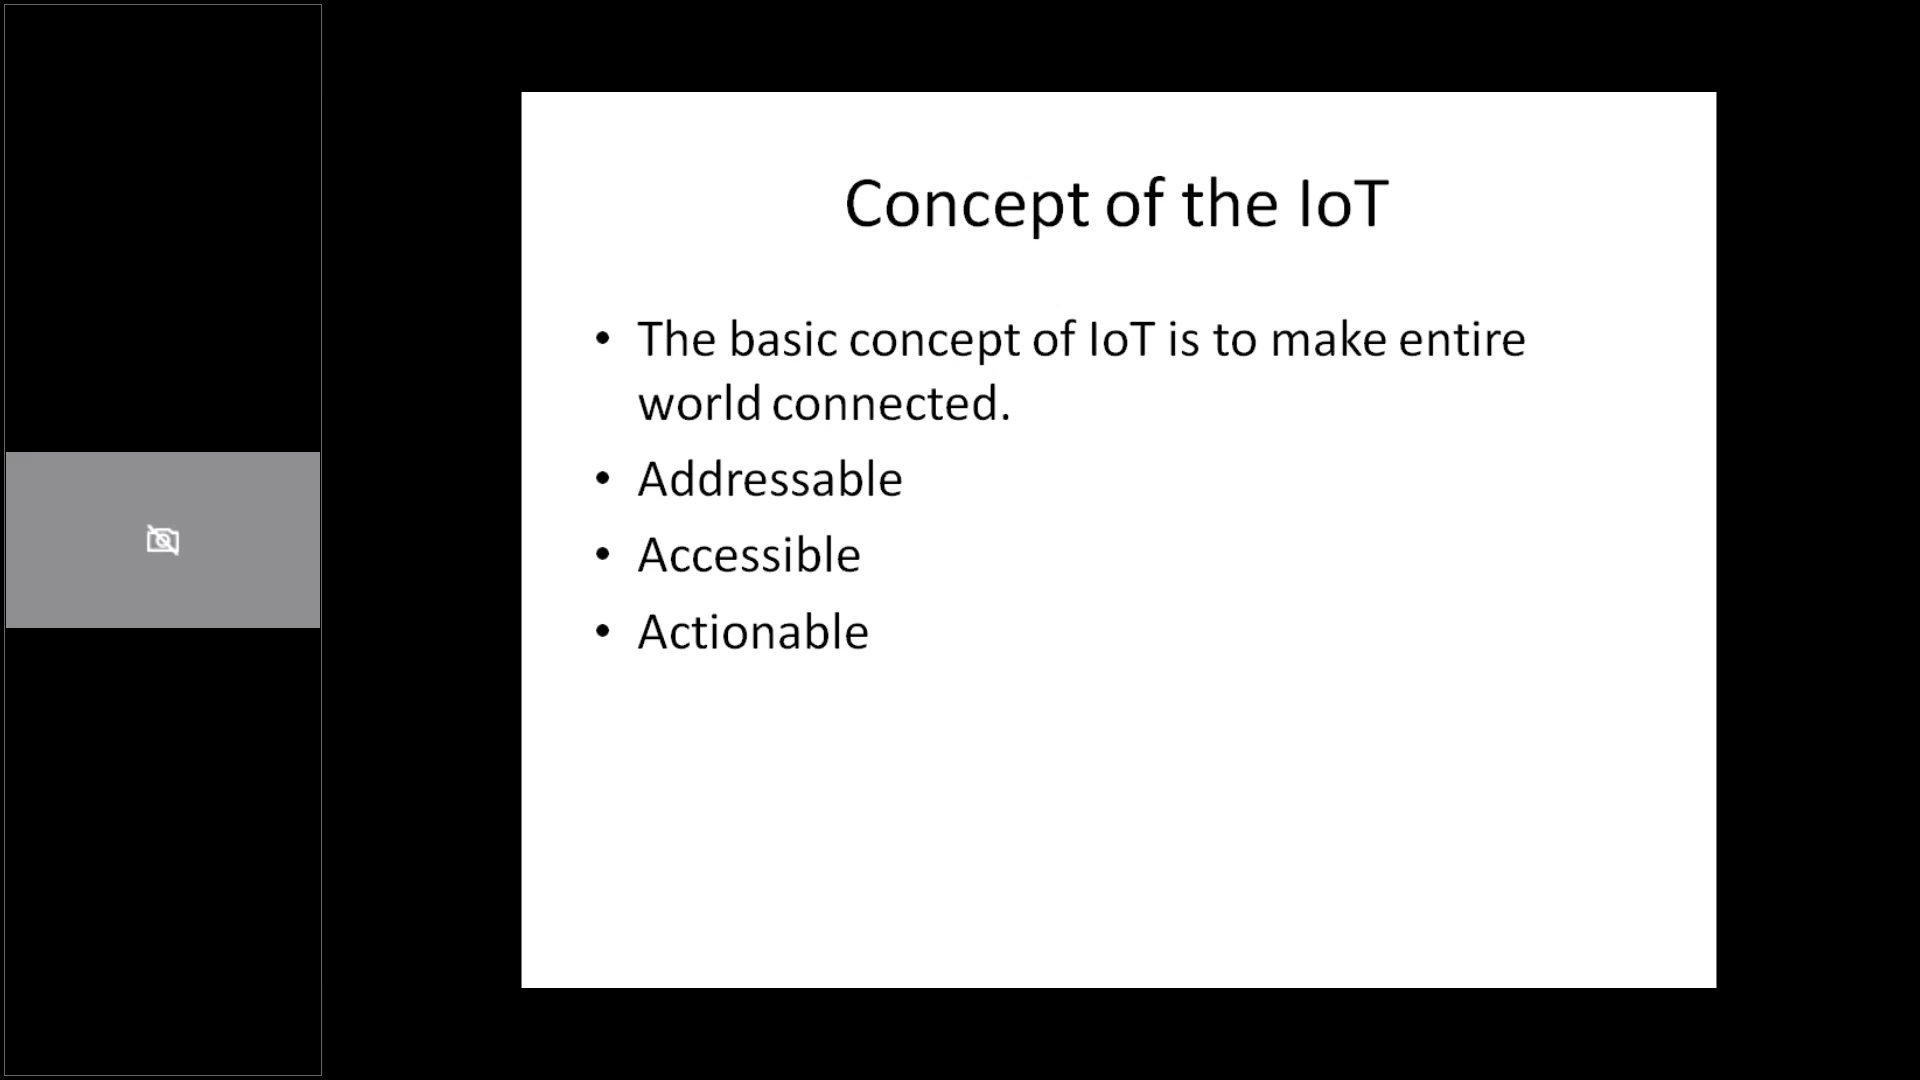 Concept of the IoT
• The basic concept of IoT is to make entire
world connected.
• Addressable
• Accessible
• Actionable